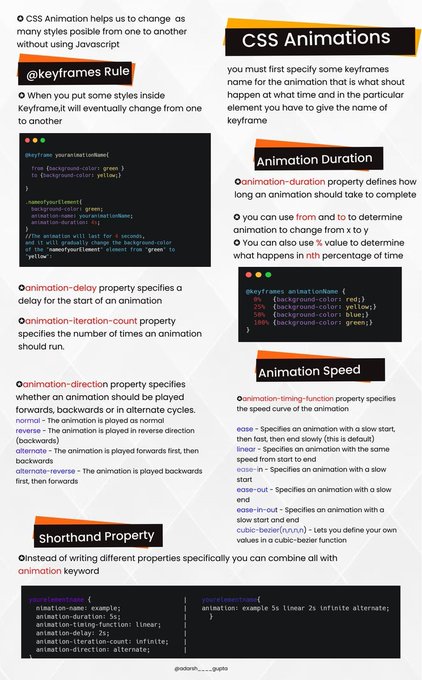 ✪ CSS Animation helps us to change as
many styles posible from one to another
without using Javascript
CSS Animations
@keyframes Rule
you must first specify some keyframes
name for the animation that is what shout
happen at what time and in the particular
element you have to give the name of
keyframe
✪ When you put some styles inside
Keyframe,it will eventually change from one
to another
@keyframe youranimationName{
from {background-color: green }
to {background-color: yellow;}
}
.nameofyourElement{
background-color: green;
animation-name: youranimationName;
animation-duration: 4s;
}
//The animation will last for 4 seconds,
and it will gradually change the background-color
of the "nameofyourElement" element from "green" to
"yellow":
Animation Duration
✪animation-duration property defines how
long an animation should take to complete
✪ you can use from and to to determine
animation to change from x to y
✪ You can also use % value to determine
what happens in nth percentage of time
@keyframes animationName {
0% {background-color: red;}
25% {background-color: yellow;}
50% {background-color: blue;}
100% {background-color: green;}
}
✪animation-delay property specifies a
delay for the start of an animation
✪animation-iteration-count property
specifies the number of times an animation
should run.
✪animation-direction property specifies
whether an animation should be played
forwards, backwards or in alternate cycles.
normal - The animation is played as normal
reverse - The animation is played in reverse direction
(backwards)
alternate - The animation is played forwards first, then
backwards
alternate-reverse - The animation is played backwards
first, then forwards
Animation Speed
✪animation-timing-function property specifies
the speed curve of the animation
ease - Specifies an animation with a slow start,
then fast, then end slowly (this is default)
linear - Specifies an animation with the same
speed from start to end
ease-in - Specifies an animation with a slow
start
ease-out - Specifies an animation with a slow
end
ease-in-out - Specifies an animation with a
slow start and end
cubic-bezier(n,n,n,n) - Lets you define your own
values in a cubic-bezier function
Shorthand Property
✪Instead of writing different properties specifically you can combine all with
animation keyword
yourelementname {
nimation-name: example;
animation-duration: 5s;
animation-timing-function: linear;
animation-delay: 2s;
animation-iteration-count: infinite;
animation-direction: alternate;
}
yourelementname{
animation: example 5s linear 2s infinite alternate;
}
@adarsh____gupta